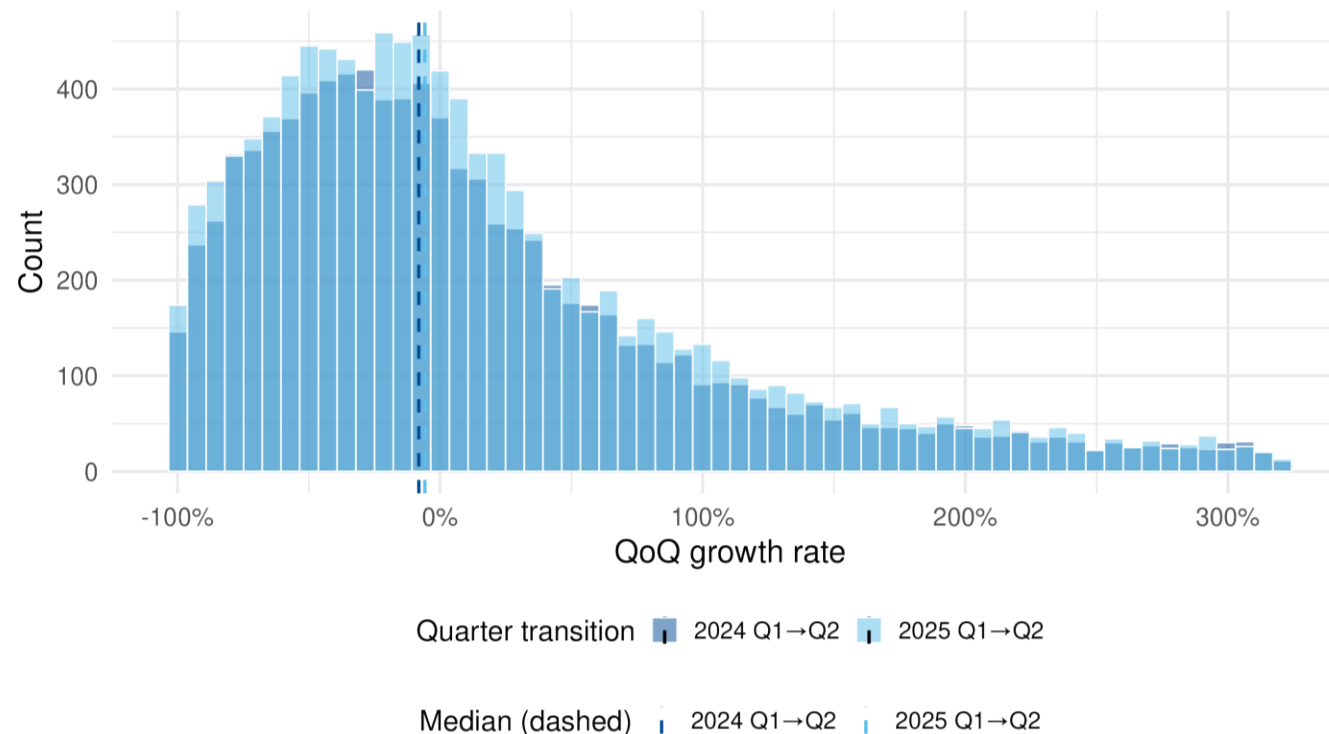 Count
400
300
200
100
0
-100% 0% 100% 200% 300%
QoQ growth rate
Quarter transition 2024 Q1→Q2 2025 Q1→Q2
Median (dashed) 2024 Q1→Q2 2025 Q1→Q2